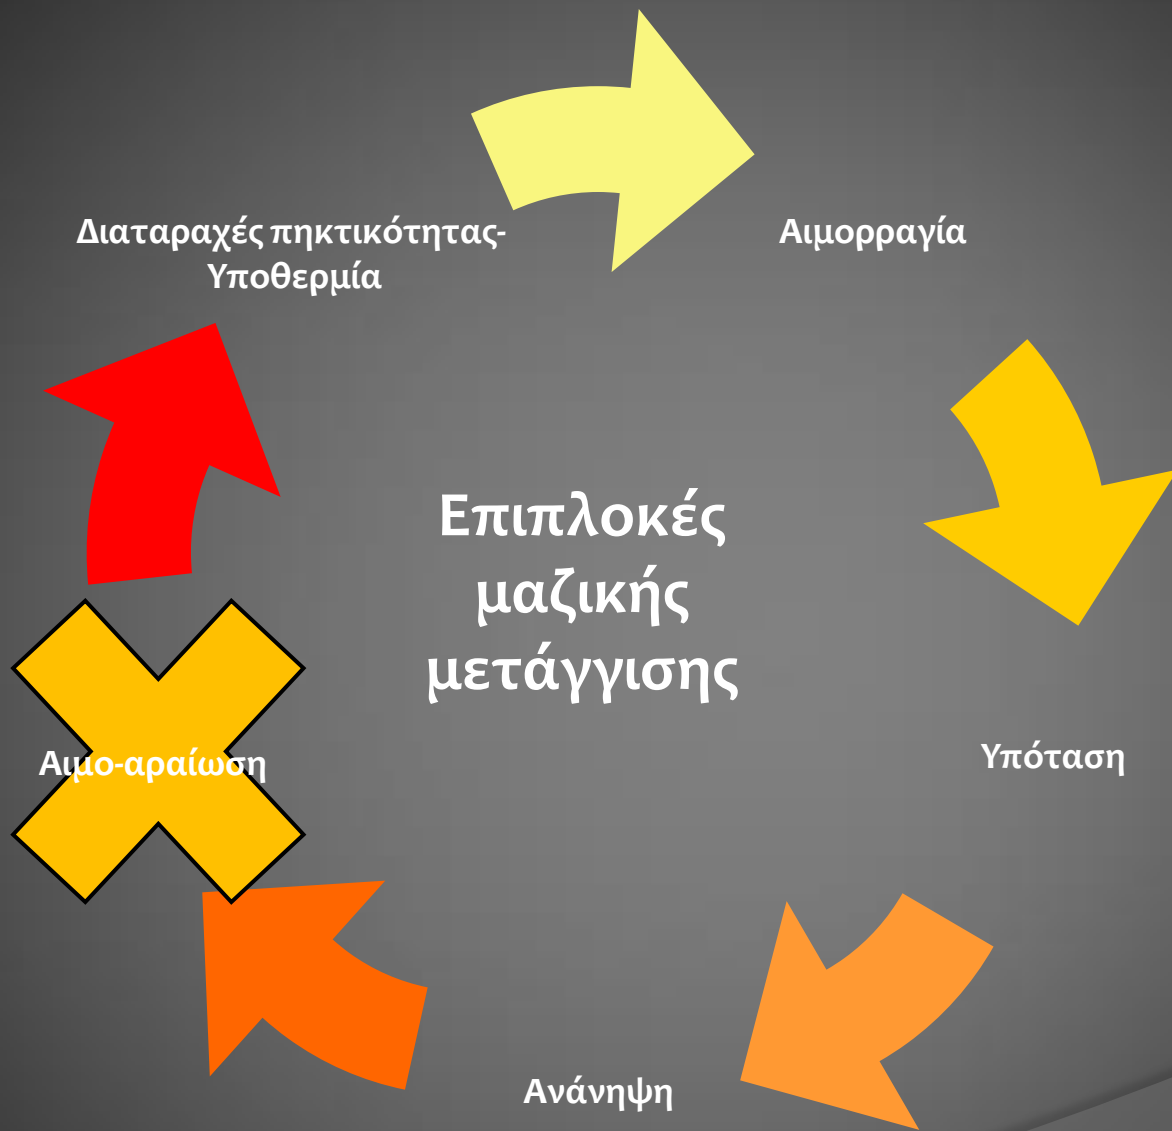 Διαταραχές πηκτικότητας-
Υποθερμία
Αιμορραγία
Επιπλοκές
μαζικής
μετάγγισης
Αιμο-αραίωση
Υπόταση
Ανάνηψη